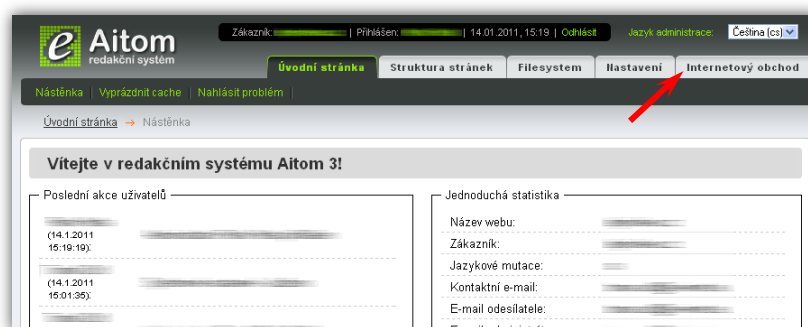 e Aitom
redakční systém
Zákazník: | Přihlášen: | 14.01.2011, 15:19 | Odhlásit
Jazyk administrace: Čeština (cs)
Úvodní stránka Struktura stránek Filesystem Nastavení Internetový obchod
Nástěnka | Vyprázdnit cache | Nahlásit problém |
Úvodní stránka → Nástěnka
Vítejte v redakčním systému Aitom 3!
Poslední akce uživatelů
(14.1.2011
15:19:19):
(14.1.2011
15:01:35):
Jednoduchá statistika
Název webu:
Zákazník:
Jazykové mutace:
Kontaktní e-mail:
E-mail odesílatele: